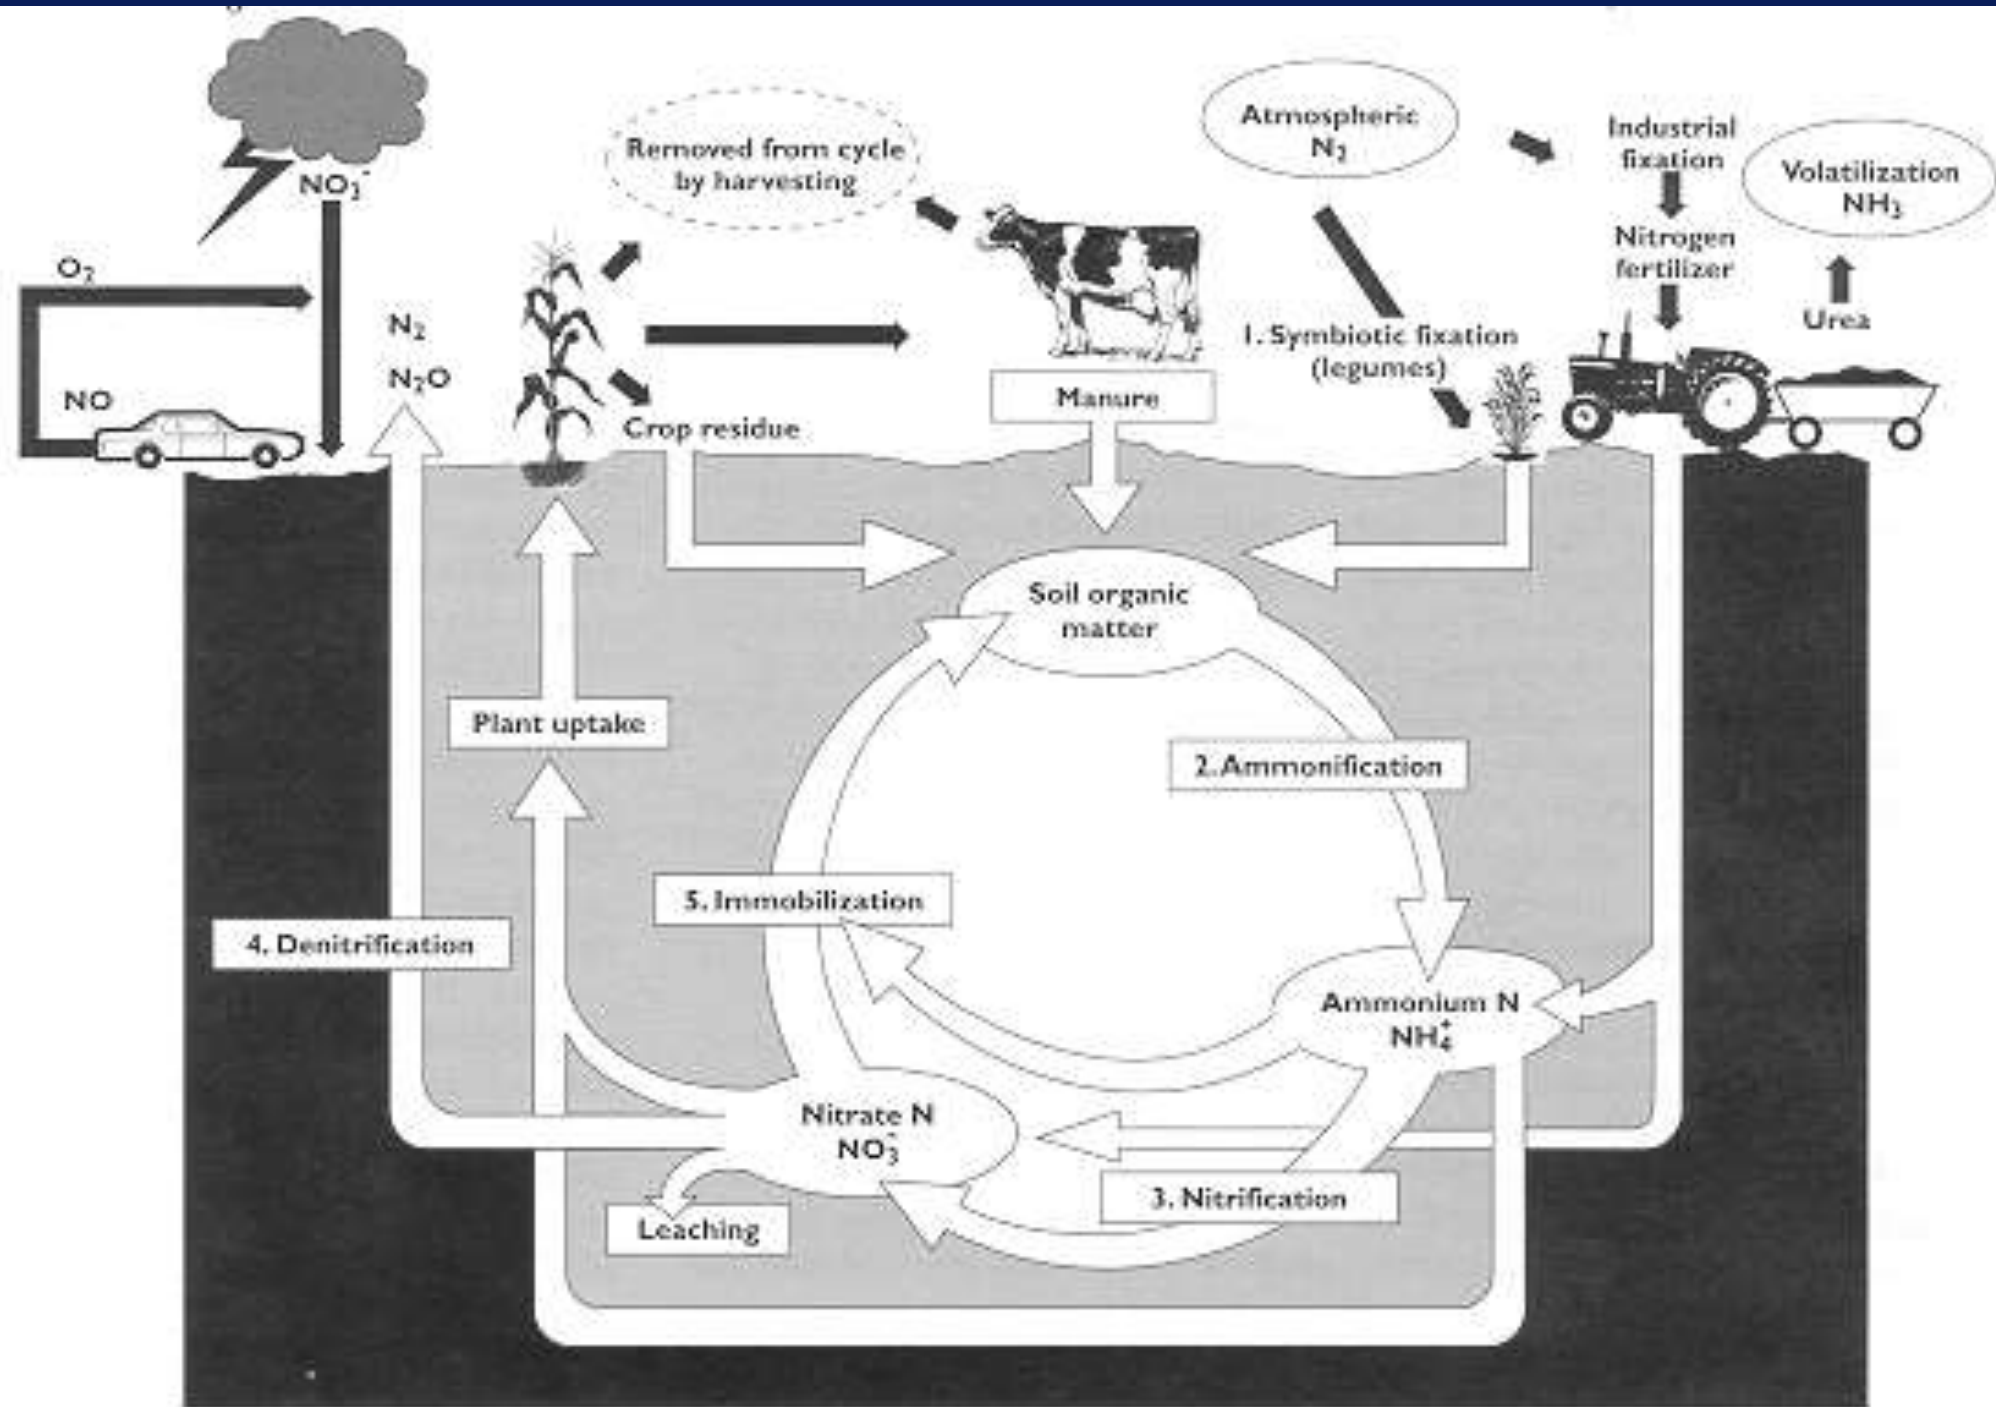 NO₃⁻
O₂
NO
N₂
N₂O
Removed from cycle
by harvesting
Crop residue
Manure
Atmospheric
N₂
1. Symbiotic fixation
(legumes)
Industrial
fixation
Nitrogen
fertilizer
Volatilization
NH₃
Urea
Soil organic
matter
Plant uptake
2. Ammonification
5. Immobilization
4. Denitrification
Ammonium N
NH₄⁺
Nitrate N
NO₃⁻
3. Nitrification
Leaching